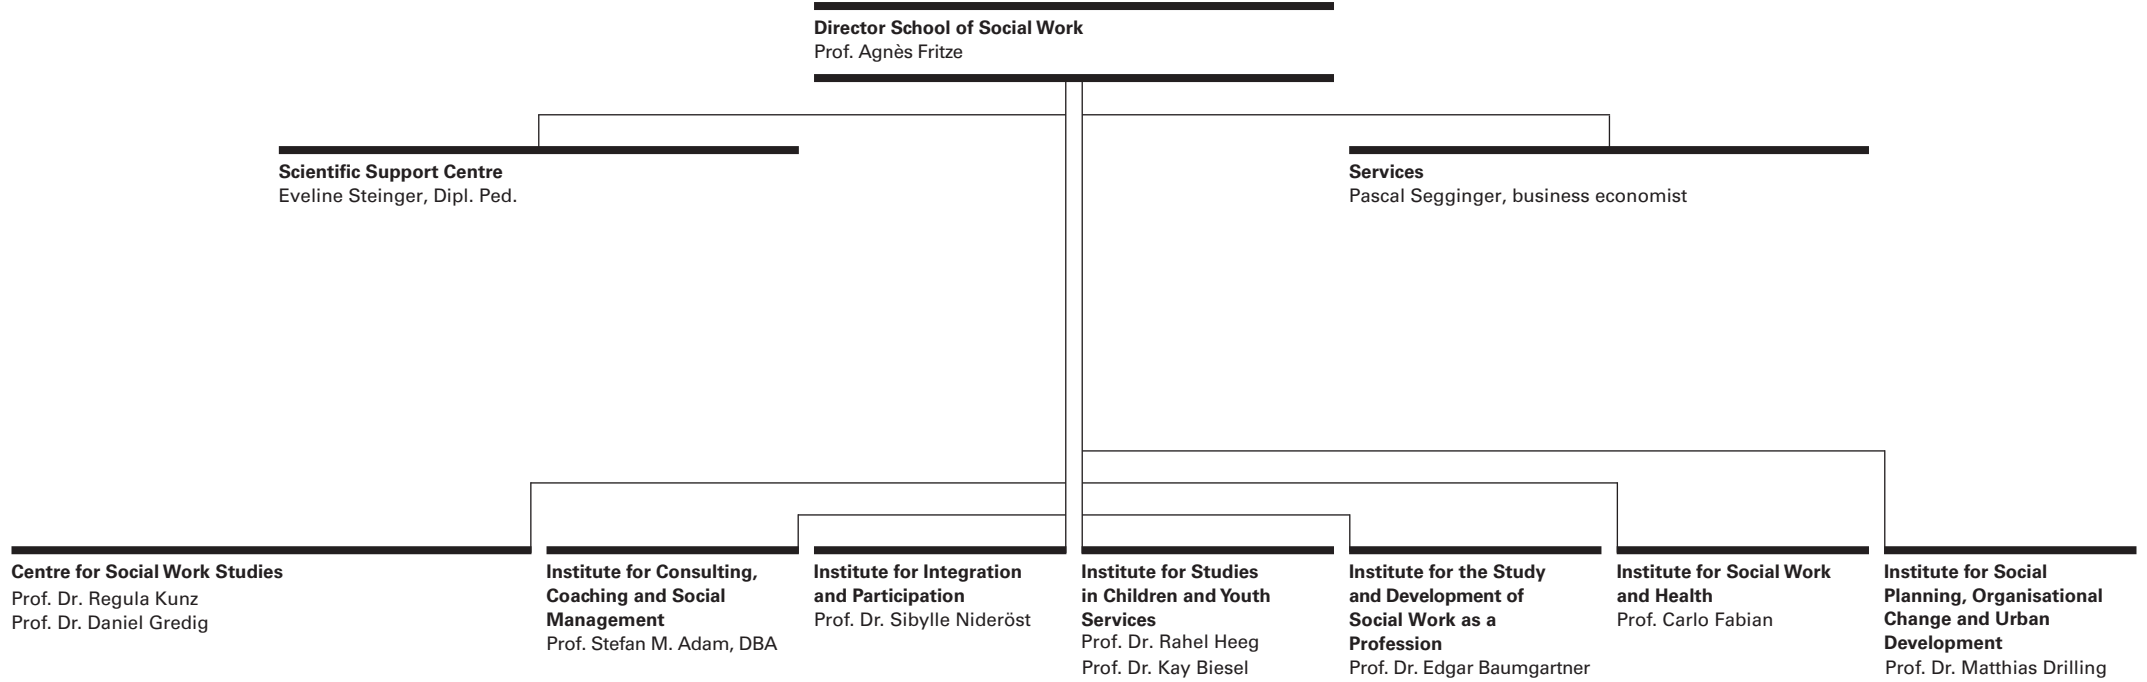 Director School of Social Work
Prof. Agnès Fritze
Scientific Support Centre
Eveline Steinger, Dipl. Ped.
Services
Pascal Segginger, business economist
Centre for Social Work Studies
Prof. Dr. Regula Kunz
Prof. Dr. Daniel Gredig
Institute for Consulting,
Coaching and Social
Management
Prof. Stefan M. Adam, DBA
Institute for Integration
and Participation
Prof. Dr. Sibylle Nideröst
Institute for Studies
in Children and Youth
Services
Prof. Dr. Rahel Heeg
Prof. Dr. Kay Biesel
Institute for the Study
and Development of
Social Work as a
Profession
Prof. Dr. Edgar Baumgartner
Institute for Social Work
and Health
Prof. Carlo Fabian
Institute for Social
Planning, Organisational
Change and Urban
Development
Prof. Dr. Matthias Drilling